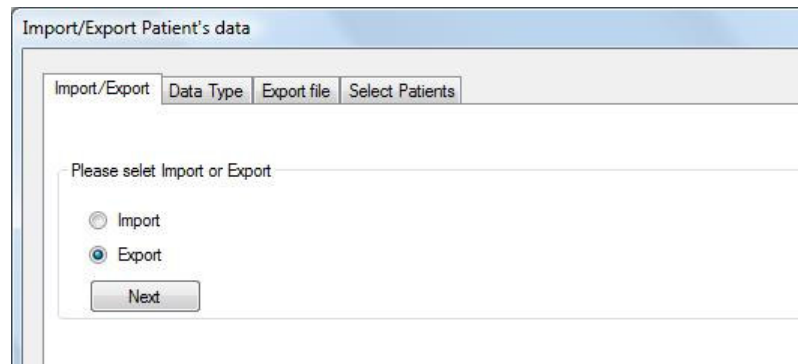 Import/Export Patient's data
Import/Export Data Type Export file Select Patients
Please selet Import or Export
Import
Export
Next